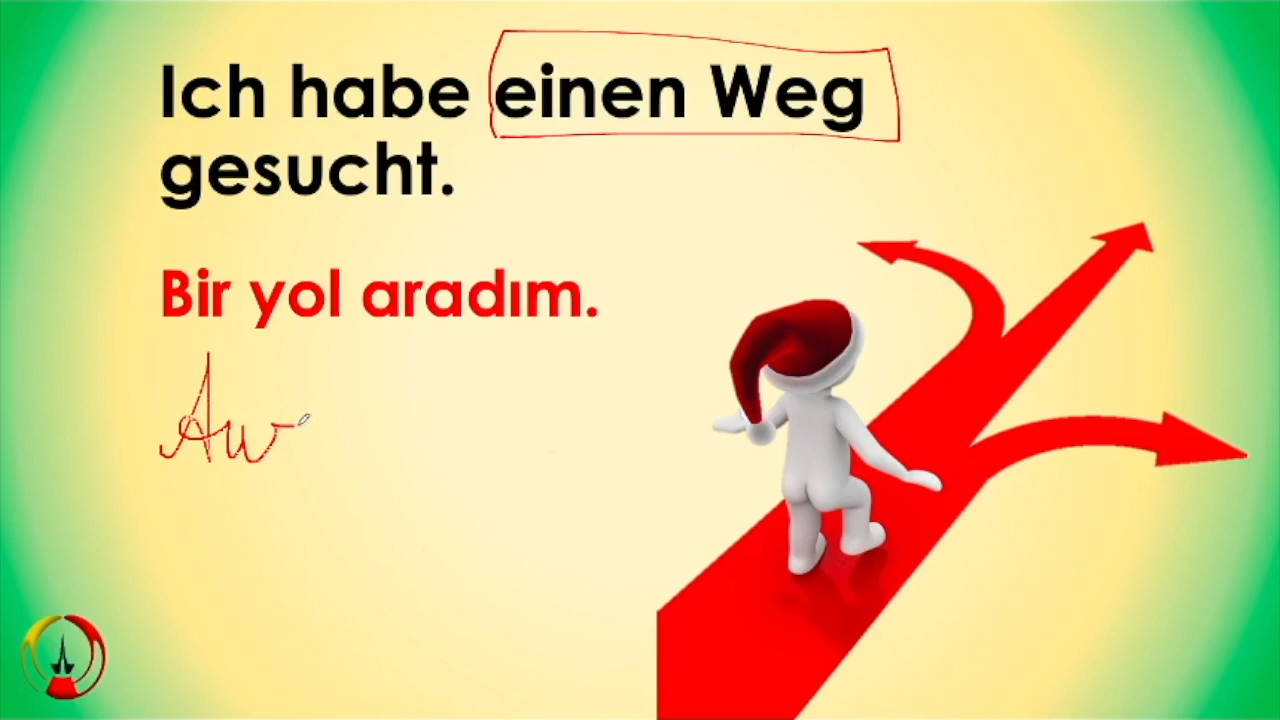 Ich habe einen Weg
gesucht.
Bir yol aradım.
Aw